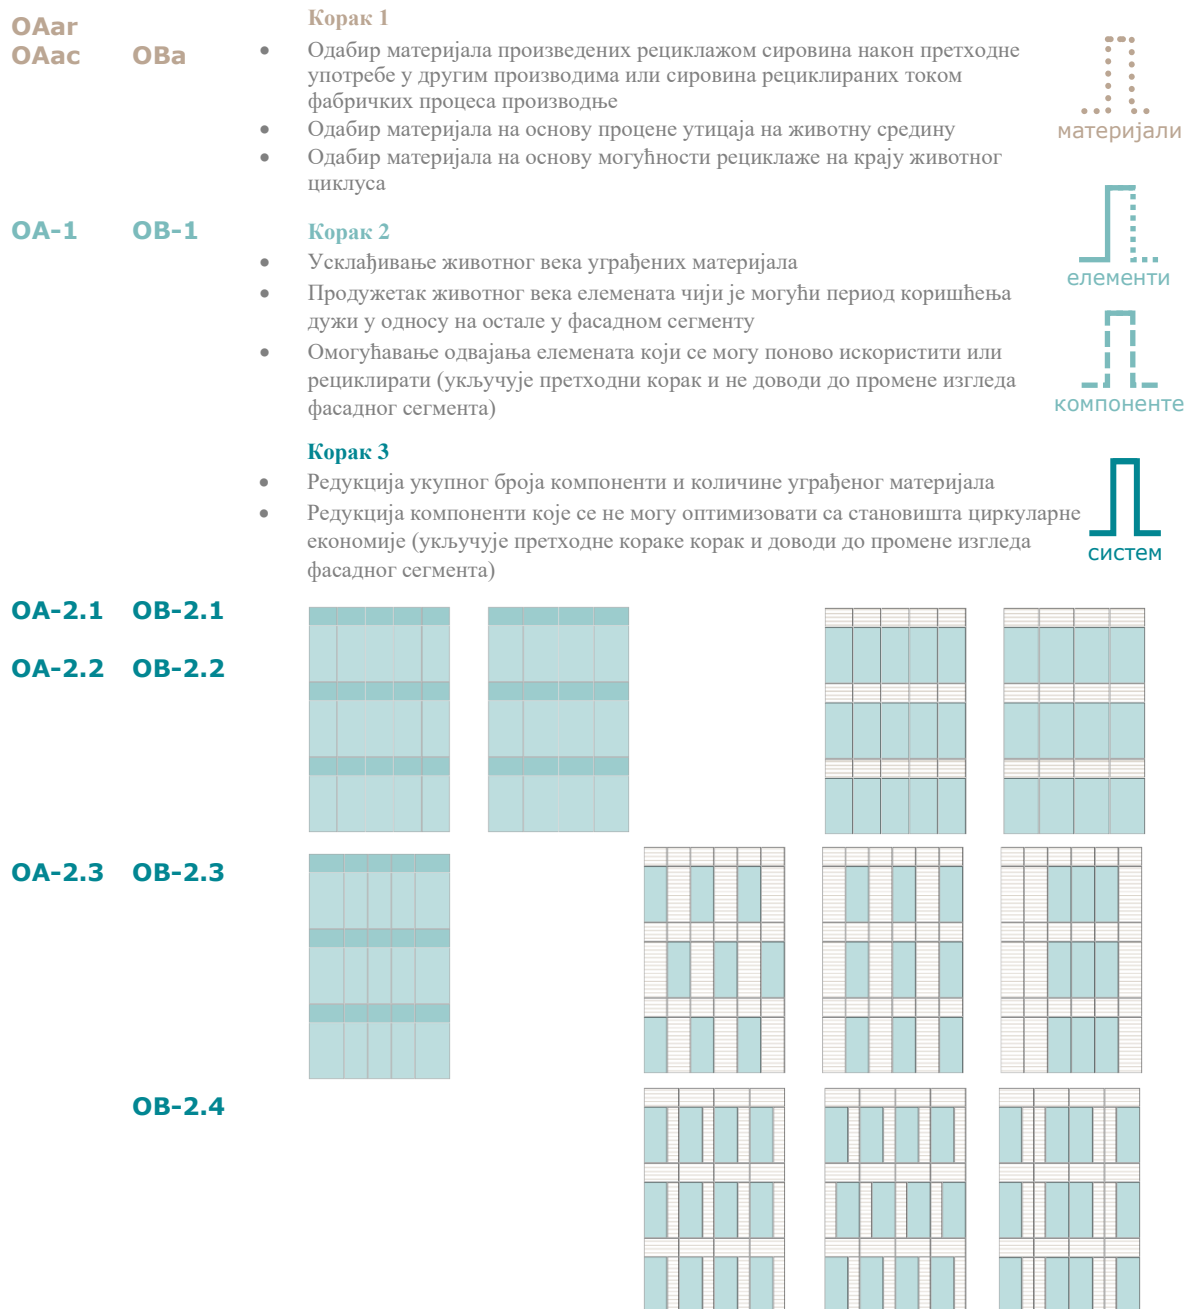 OAar
OAac OBa
Корак 1
• Одабир материјала произведених рециклажом сировина након претходне
употребе у другим производима или сировина рециклираних током
фабричких процеса производње
• Одабир материјала на основу процене утицаја на животну средину
• Одабир материјала на основу могућности рециклаже на крају животног
циклуса
материјали
OA-1 OB-1
Корак 2
• Усклађивање животног века уграђених материјала
• Продужетак животног века елемената чији је могући период коришћења
дужи у односу на остале у фасадном сегменту
• Омогућавање одвајања елемената који се могу поново искористити или
рециклирати (укључује претходни корак и не доводи до промене изгледа
фасадног сегмента)
елементи
компоненте
Корак 3
• Редукција укупног броја компоненти и количине уграђеног материјала
• Редукција компоненти које се не могу оптимизовати са становишта циркуларне
економије (укључује претходне кораке корак и доводи до промене изгледа
фасадног сегмента)
систем
OA-2.1 OB-2.1
OA-2.2 OB-2.2
OA-2.3 OB-2.3
OB-2.4